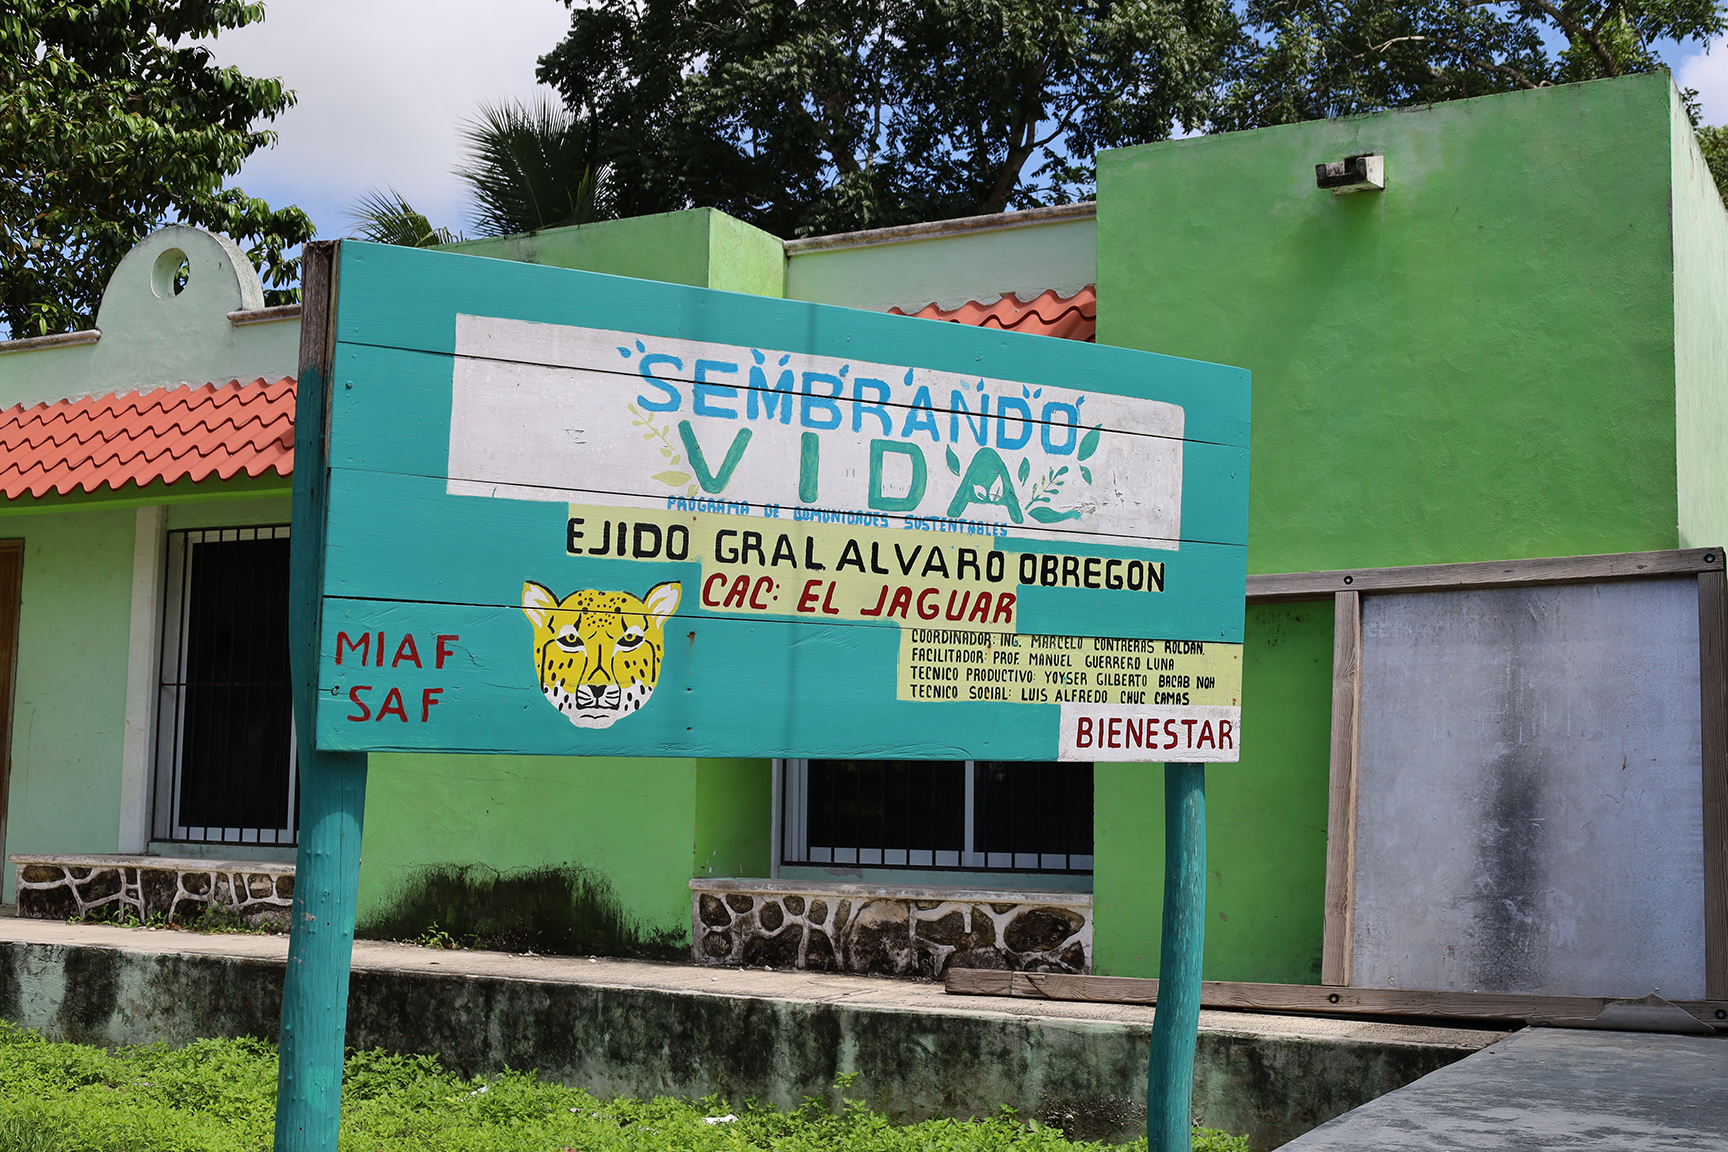 SEMBRANDO
VIDA
PROGRAMA DE COMUNIDADES SUSTENTABLES
EJIDO GRAL ALVARO OBREGON
CAC: EL JAGUAR
MIAF
SAF
COORDINADOR: ING. MARCELO CONTRERAS ROLDAN.
FACILITADOR: PROF. MANUEL GUERRERO LUNA
TECNICO PRODUCTIVO: YOYSER GILBERTO BACAB NOH
TECNICO SOCIAL: LUIS ALFREDO CHUC CAMAS
BIENESTAR